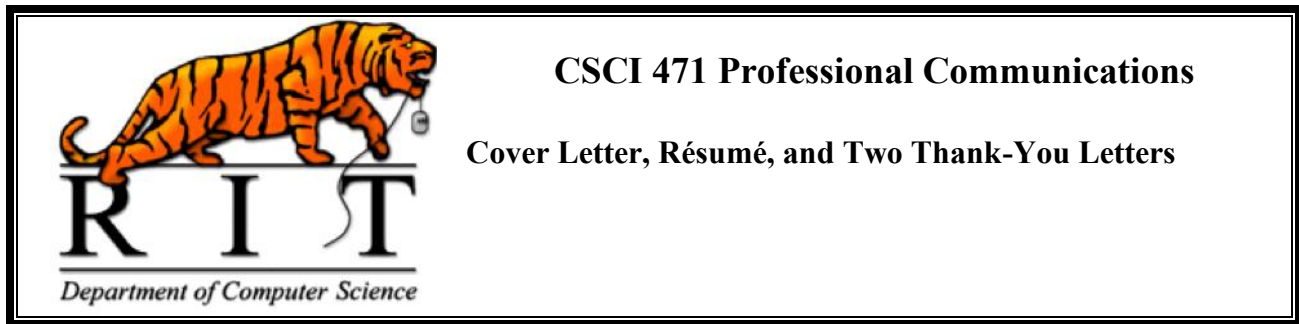 CSCI 471 Professional Communications
Cover Letter, Résumé, and Two Thank-You Letters
R I T
Department of Computer Science